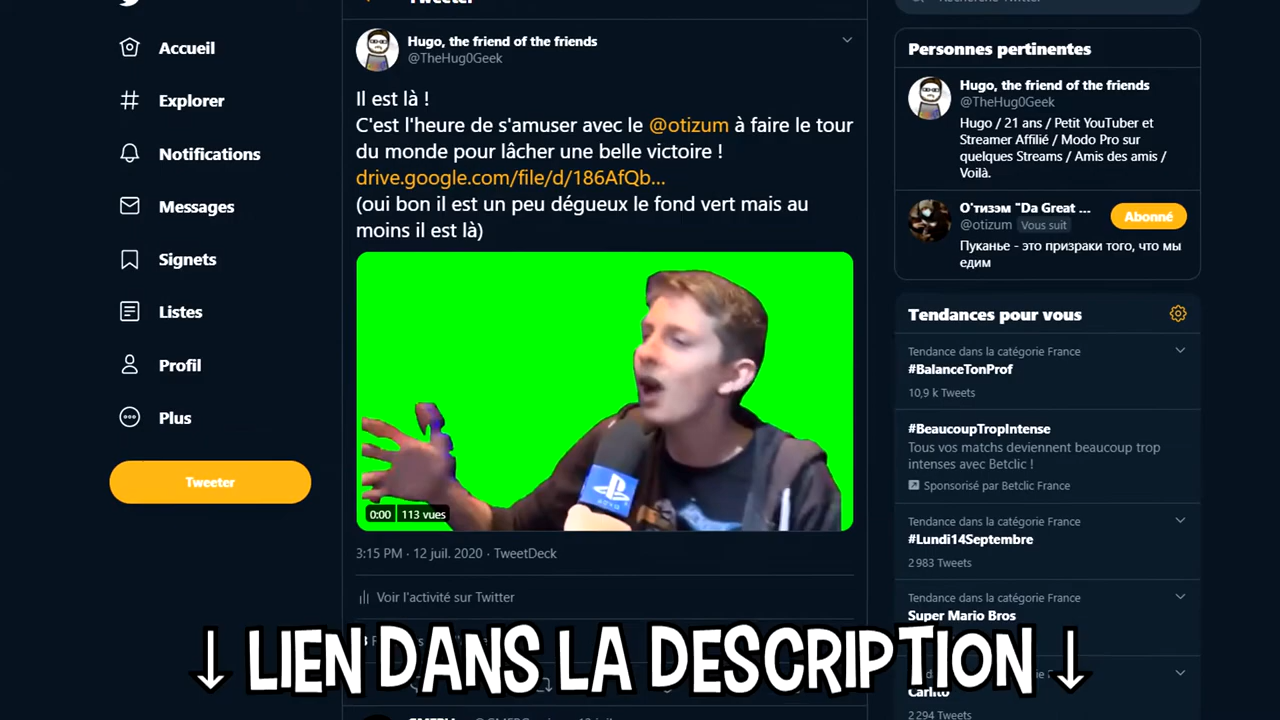 Tweeter
Accueil
Explorer
Notifications
Messages
Signets
Listes
Profil
Plus
Tweeter
Hugo, the friend of the friends
@TheHug0Geek
Il est là !
C'est l'heure de s'amuser avec le @otizum à faire le tour
du monde pour lâcher une belle victoire !
drive.google.com/file/d/186AfQb...
(oui bon il est un peu dégueux le fond vert mais au
moins il est là)
0:00 113 vues
3:15 PM · 12 juil. 2020 · TweetDeck
Voir l'activité sur Twitter
Personnes pertinentes
Hugo, the friend of the friends
@TheHug0Geek
Hugo / 21 ans / Petit YouTuber et
Streamer Affilié / Modo Pro sur
quelques Streams / Amis des amis /
Voilà.
О'тизэм "Da Great ...
@otizum Vous suit
Abonné
Пуканье - это призраки того, что мы
едим
Tendances pour vous
Tendance dans la catégorie France
#BalanceTonProf
10,9 k Tweets
#BeaucoupTropIntense
Tous vos matchs deviennent beaucoup trop
intenses avec Betclic !
Sponsorisé par Betclic France
Tendance dans la catégorie France
#Lundi14Septembre
2 983 Tweets
Tendance dans la catégorie France
Super Mario Bros
Carlito
2 294 Tweets
↓ LIEN DANS LA DESCRIPTION ↓